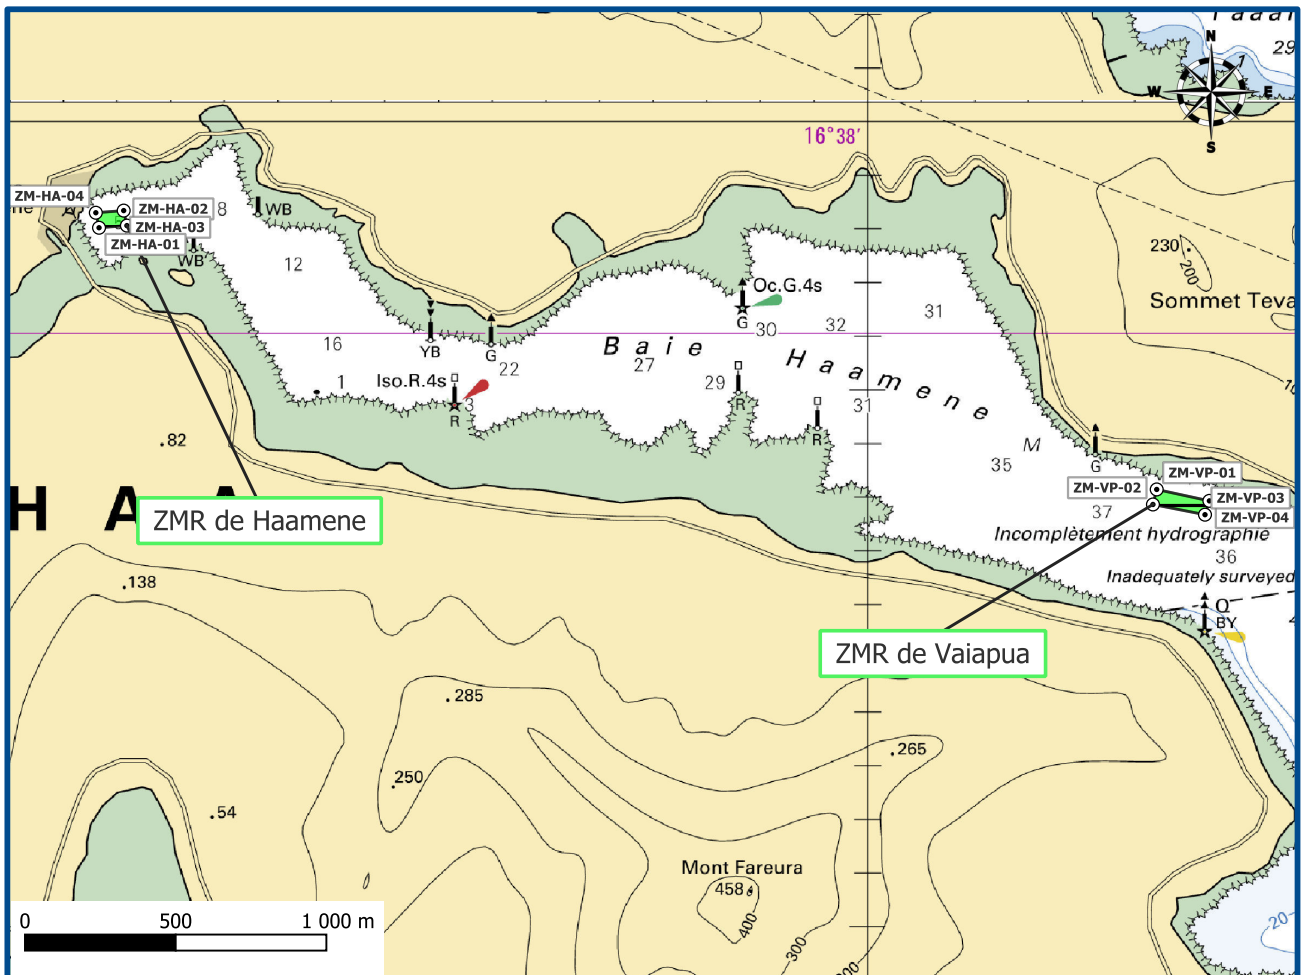 N
W E
S
29
16°38'
ZM-HA-04
ZM-HA-02
ZM-HA-03
ZM-HA-01
8
WB
WB
12
Oc.G.4s
G
30
32
31
230
200
Sommet Teva
16
YB
G
22
Baie Haamene
27
29
R
1
Iso.R.4s
3
R
31
R
M
35
G
.82
ZM-VP-01
ZM-VP-02
ZM-VP-03
ZM-VP-04
37
HAA
ZMR de Haamene
Incomplètement hydrographié
36
Inadequately surveyed
Q
BY
.138
ZMR de Vaiapua
.285
.265
.250
.54
Mont Fareura
458
400
300
20
0 500 1 000 m